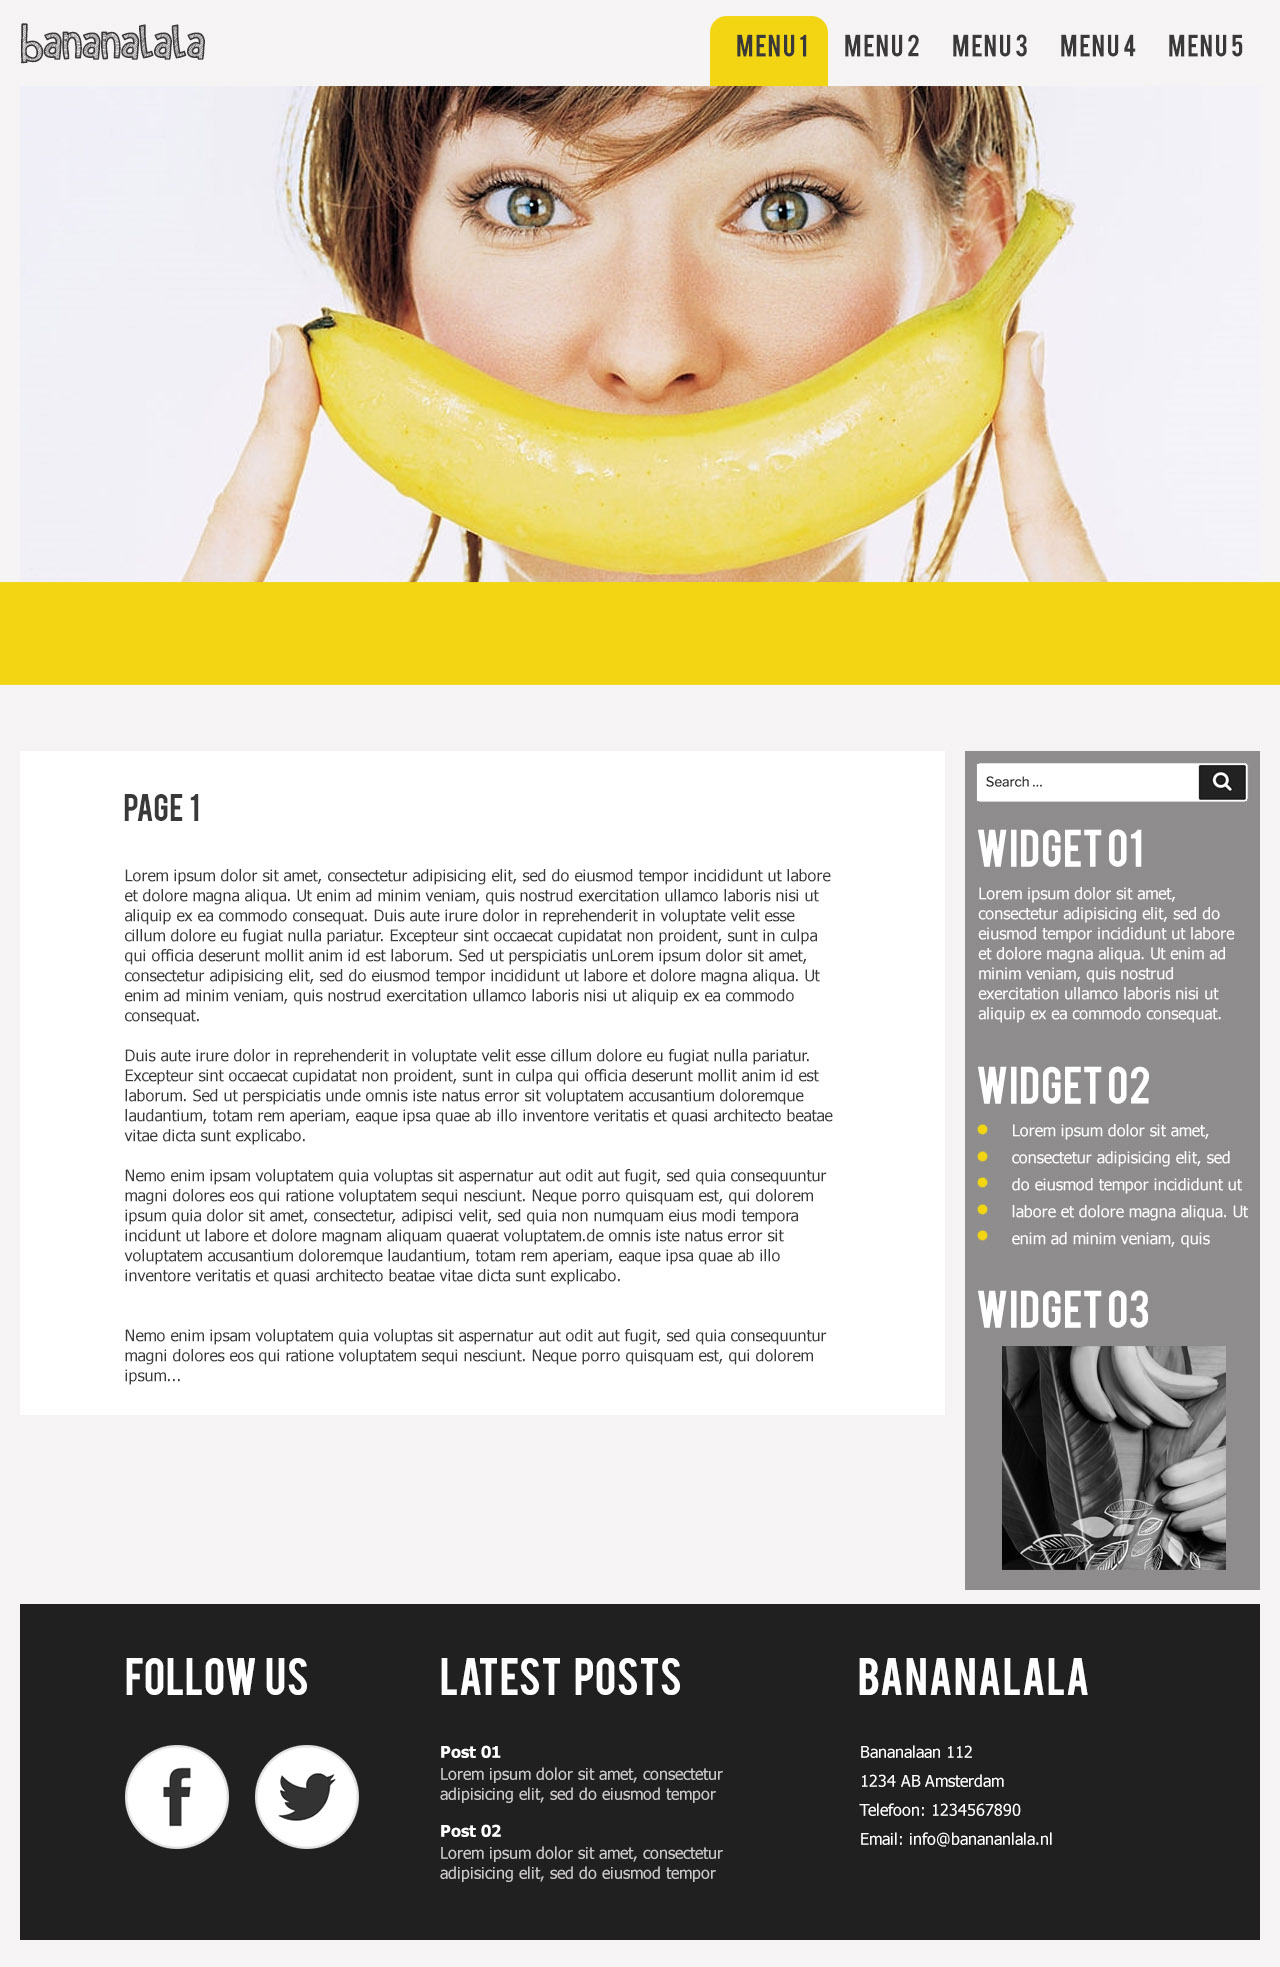 bananalala
MENU 1 MENU 2 MENU 3 MENU 4 MENU 5
PAGE 1
Lorem ipsum dolor sit amet, consectetur adipisicing elit, sed do eiusmod tempor incididunt ut labore
et dolore magna aliqua. Ut enim ad minim veniam, quis nostrud exercitation ullamco laboris nisi ut
aliquip ex ea commodo consequat. Duis aute irure dolor in reprehenderit in voluptate velit esse
cillum dolore eu fugiat nulla pariatur. Excepteur sint occaecat cupidatat non proident, sunt in culpa
qui officia deserunt mollit anim id est laborum. Sed ut perspiciatis unLorem ipsum dolor sit amet,
consectetur adipisicing elit, sed do eiusmod tempor incididunt ut labore et dolore magna aliqua. Ut
enim ad minim veniam, quis nostrud exercitation ullamco laboris nisi ut aliquip ex ea commodo
consequat.
Duis aute irure dolor in reprehenderit in voluptate velit esse cillum dolore eu fugiat nulla pariatur.
Excepteur sint occaecat cupidatat non proident, sunt in culpa qui officia deserunt mollit anim id est
laborum. Sed ut perspiciatis unde omnis iste natus error sit voluptatem accusantium doloremque
laudantium, totam rem aperiam, eaque ipsa quae ab illo inventore veritatis et quasi architecto beatae
vitae dicta sunt explicabo.
Nemo enim ipsam voluptatem quia voluptas sit aspernatur aut odit aut fugit, sed quia consequuntur
magni dolores eos qui ratione voluptatem sequi nesciunt. Neque porro quisquam est, qui dolorem
ipsum quia dolor sit amet, consectetur, adipisci velit, sed quia non numquam eius modi tempora
incidunt ut labore et dolore magnam aliquam quaerat voluptatem.de omnis iste natus error sit
voluptatem accusantium doloremque laudantium, totam rem aperiam, eaque ipsa quae ab illo
inventore veritatis et quasi architecto beatae vitae dicta sunt explicabo.
Nemo enim ipsam voluptatem quia voluptas sit aspernatur aut odit aut fugit, sed quia consequuntur
magni dolores eos qui ratione voluptatem sequi nesciunt. Neque porro quisquam est, qui dolorem
ipsum...
Search ...
WIDGET 01
Lorem ipsum dolor sit amet,
consectetur adipisicing elit, sed do
eiusmod tempor incididunt ut labore
et dolore magna aliqua. Ut enim ad
minim veniam, quis nostrud
exercitation ullamco laboris nisi ut
aliquip ex ea commodo consequat.
WIDGET 02
Lorem ipsum dolor sit amet,
consectetur adipisicing elit, sed
do eiusmod tempor incididunt ut
labore et dolore magna aliqua. Ut
enim ad minim veniam, quis
WIDGET 03
FOLLOW US
LATEST POSTS
Post 01
Lorem ipsum dolor sit amet, consectetur
adipisicing elit, sed do eiusmod tempor
Post 02
Lorem ipsum dolor sit amet, consectetur
adipisicing elit, sed do eiusmod tempor
BANANALALA
Bananalaan 112
1234 AB Amsterdam
Telefoon: 1234567890
Email: info@banananlala.nl